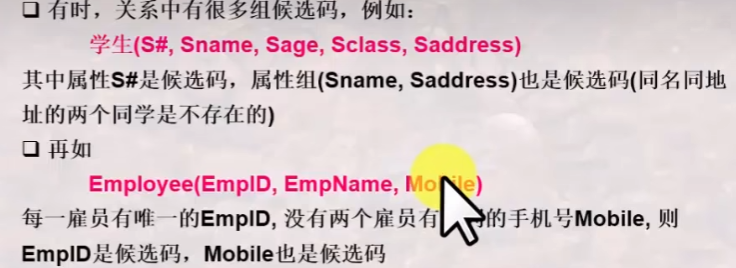 ❑ 有时，关系中有很多组候选码，例如：
学生(S#, Sname, Sage, Sclass, Saddress)
其中属性S#是候选码，属性组(Sname, Saddress)也是候选码(同名同地
址的两个同学是不存在的)
❑ 再如
Employee(EmpID, EmpName, Mobile)
每一雇员有唯一的EmpID, 没有两个雇员有的手机号Mobile, 则
EmpID是候选码，Mobile也是候选码